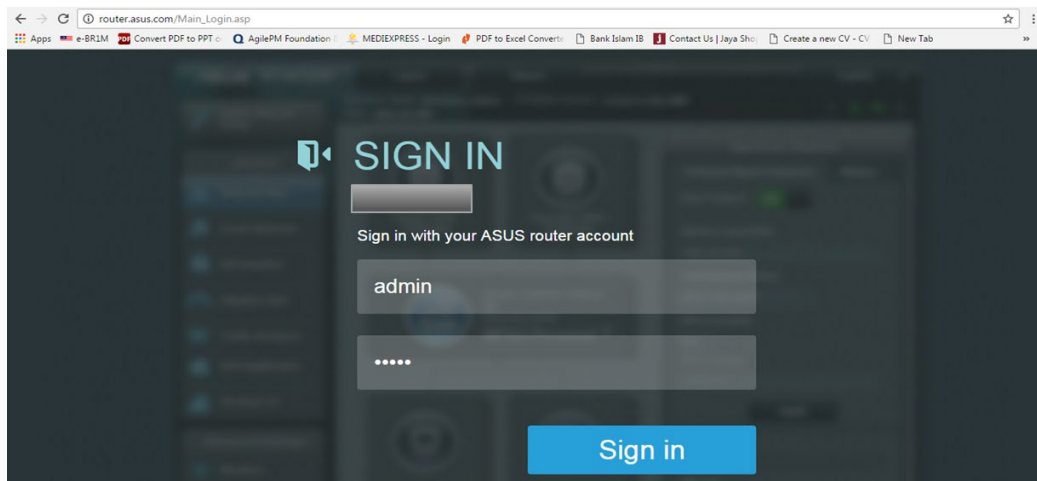 router.asus.com/Main_Login.asp
Apps e-BR1M Convert PDF to PPT AgilePM Foundation MEDIEXPRESS - Login PDF to Excel Converte Bank Islam IB Contact Us | Jaya Sho Create a new CV - CV New Tab »
SIGN IN
Sign in with your ASUS router account
admin
•••••
Sign in